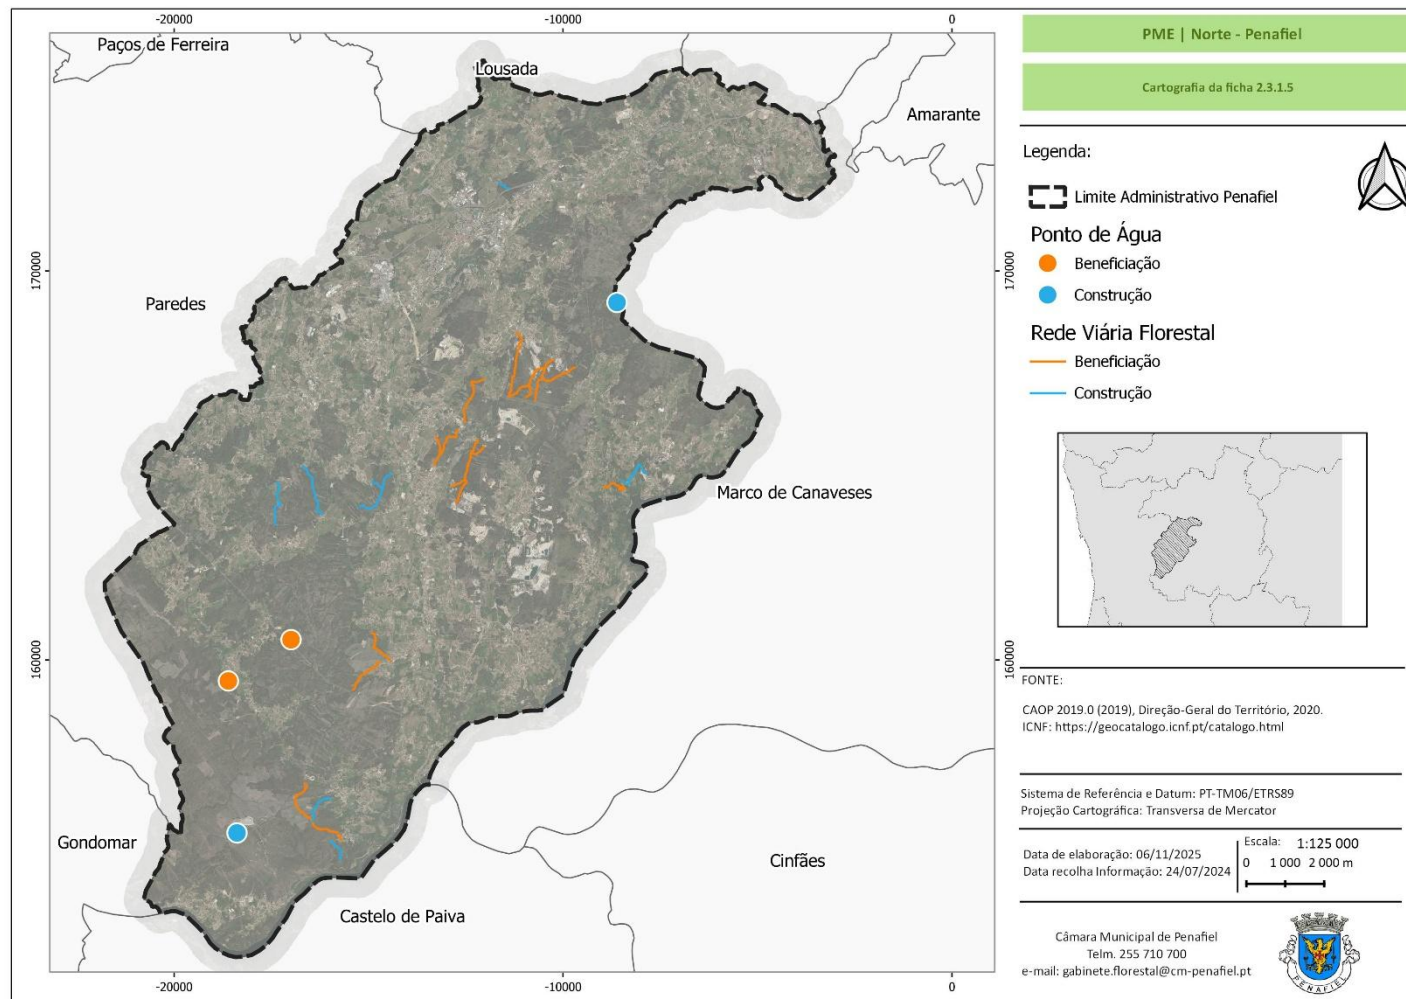 -20000
-10000
0
Paços de Ferreira
Lousada
Amarante
Paredes
Marco de Canaveses
Gondomar
Castelo de Paiva
Cinfães
170000
160000
170000
160000
-20000
-10000
0
PME | Norte - Penafiel
Cartografia da ficha 2.3.1.5
Legenda:
Limite Administrativo Penafiel
Ponto de Água
Beneficiação
Construção
Rede Viária Florestal
Beneficiação
Construção
FONTE:
CAOP 2019.0 (2019), Direção-Geral do Território, 2020.
ICNF: https://geocatalogo.icnf.pt/catalogo.html
Sistema de Referência e Datum: PT-TM06/ETRS89
Projeção Cartográfica: Transversa de Mercator
Data de elaboração: 06/11/2025
Data recolha Informação: 24/07/2024
Escala: 1:125 000
0 1 000 2 000 m
Câmara Municipal de Penafiel
Telm. 255 710 700
e-mail: gabinete.florestal@cm-penafiel.pt
PENAFIEL